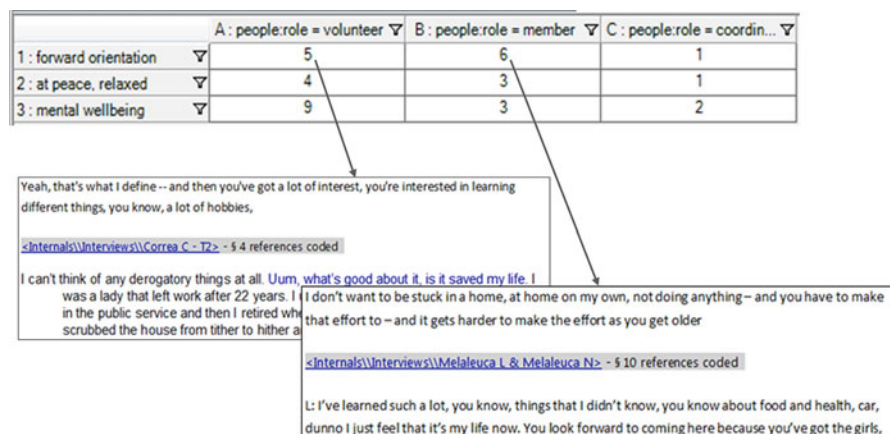 A : people:role = volunteer B : people:role = member C : people:role = coordin...
1 : forward orientation 5 6 1
2 : at peace, relaxed 4 3 1
3 : mental wellbeing 9 3 2
Yeah, that's what I define -- and then you've got a lot of interest, you're interested in learning
different things, you know, a lot of hobbies,
<Internals\\Interviews\\Correa C - T2> - § 4 references coded
I can't think of any derogatory things at all. Uum, what's good about it, is it saved my life. I
was a lady that left work after 22 years. I
in the public service and then I retired
scrubbed the house from tither to hither
I don't want to be stuck in a home, at home on my own, not doing anything – and you have to make
that effort to – and it gets harder to make the effort as you get older
<Internals\\Interviews\\Melaleuca L & Melaleuca N> - § 10 references coded
L: I've learned such a lot, you know, things that I didn't know, you know about food and health, car,
dunno I just feel that it's my life now. You look forward to coming here because you've got the girls,